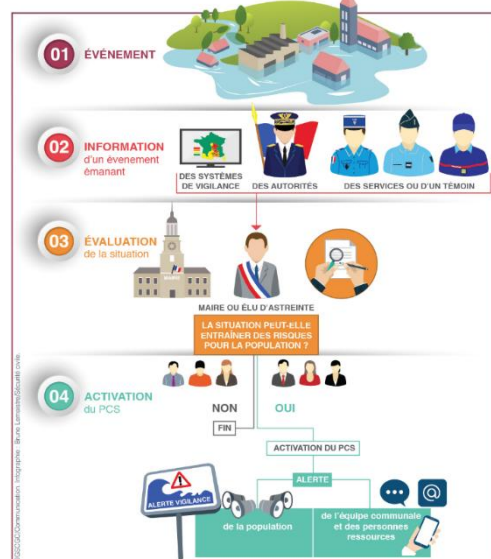 01
ÉVÉNEMENT
02
INFORMATION
d'un évenement
émanant
DES SYSTÈMES
DE VIGILANCE
DES AUTORITÉS
DES SERVICES OU D'UN TÉMOIN
03
ÉVALUATION
de la situation
MAIRIE
MAIRE OU ÉLU D'ASTREINTE
LA SITUATION PEUT-ELLE
ENTRAÎNER DES RISQUES
POUR LA POPULATION ?
04
ACTIVATION
du PCS
NON
OUI
FIN
ACTIVATION DU PCS
ALERTE
ALERTE VIGILANCE
de la population
de l'équipe communale
et des personnes
ressources